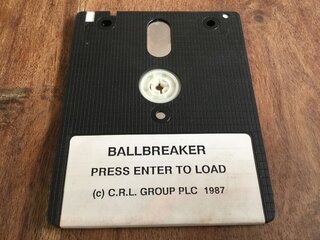 BALLBREAKER
PRESS ENTER TO LOAD
(c) C.R.L. GROUP PLC 1987